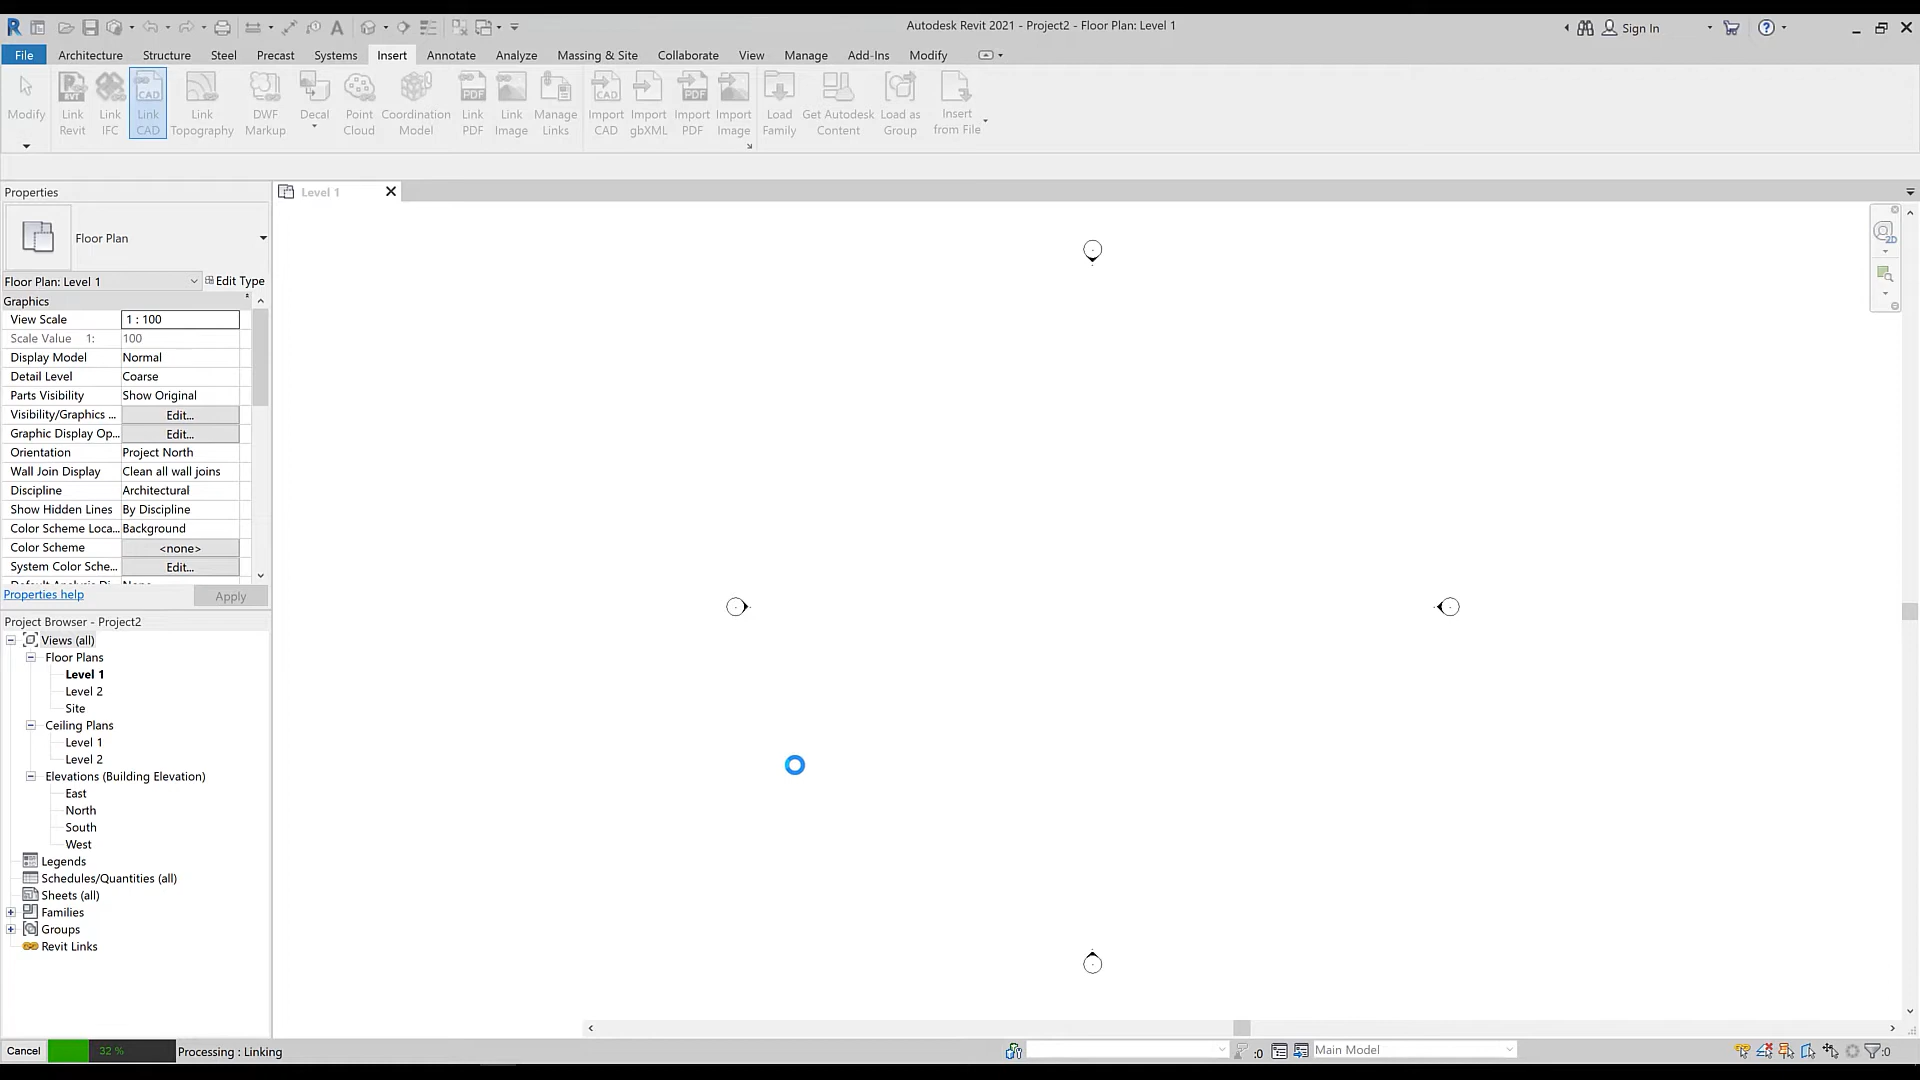 Autodesk Revit 2021 - Project2 - Floor Plan: Level 1
Sign In
File Architecture Structure Steel Precast Systems Insert Annotate Analyze Massing & Site Collaborate View Manage Add-Ins Modify
Modify
Link Revit
Link IFC
Link CAD
Link Topography
DWF Markup
Decal
Point Cloud
Coordination Model
Link PDF
Link Image
Manage Links
Import CAD
Import gbXML
Import PDF
Import Image
Load Family
Get Autodesk Content
Load as Group
Insert from File
Properties
Level 1
Floor Plan
Floor Plan: Level 1
Edit Type
Graphics
View Scale 1 : 100
Scale Value 1: 100
Display Model Normal
Detail Level Coarse
Parts Visibility Show Original
Visibility/Graphics ... Edit...
Graphic Display Op... Edit...
Orientation Project North
Wall Join Display Clean all wall joins
Discipline Architectural
Show Hidden Lines By Discipline
Color Scheme Loca... Background
Color Scheme <none>
System Color Sche... Edit...
Properties help
Apply
Project Browser - Project2
Views (all)
Floor Plans
Level 1
Level 2
Site
Ceiling Plans
Level 1
Level 2
Elevations (Building Elevation)
East
North
South
West
Legends
Schedules/Quantities (all)
Sheets (all)
Families
Groups
Revit Links
Cancel 32 % Processing : Linking
:0
Main Model
:0
2D